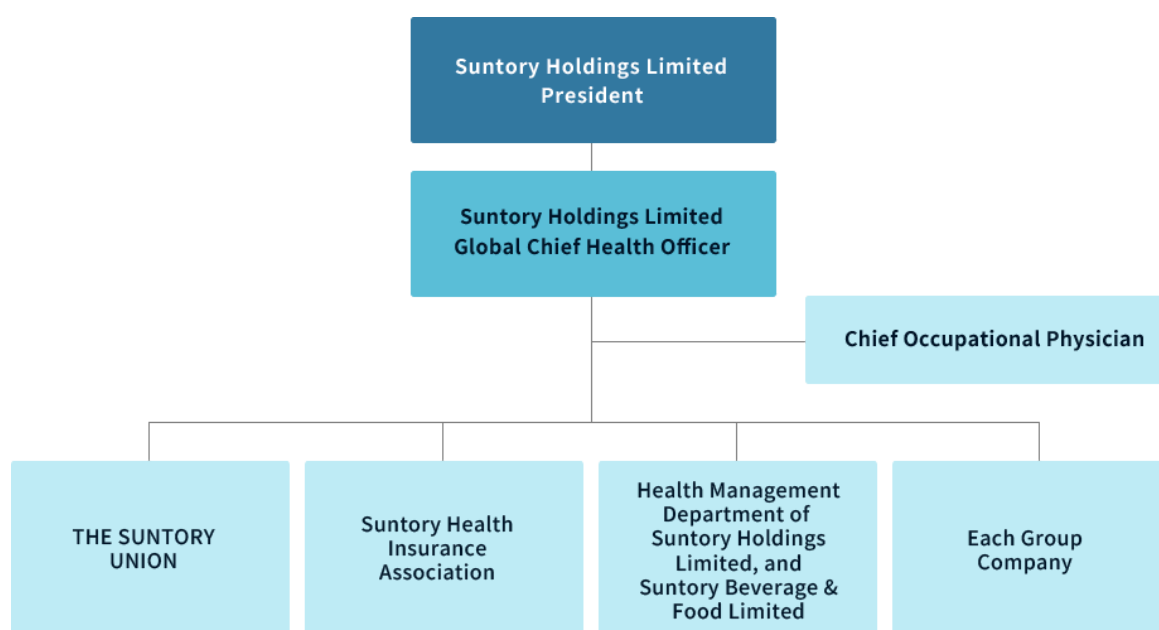 Suntory Holdings Limited
President
Suntory Holdings Limited
Global Chief Health Officer
Chief Occupational Physician
THE SUNTORY
UNION
Suntory Health
Insurance
Association
Health Management
Department of
Suntory Holdings
Limited, and
Suntory Beverage &
Food Limited
Each Group
Company